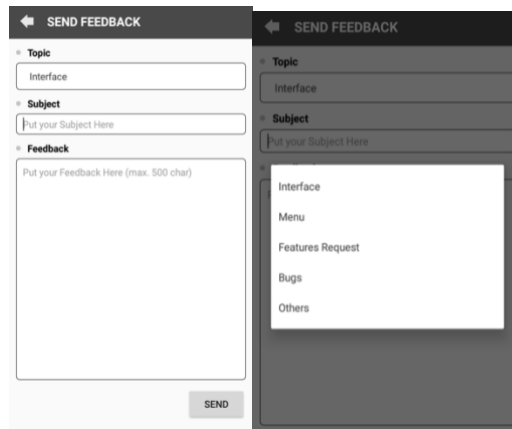 SEND FEEDBACK
Topic
Interface
Subject
Put your Subject Here
Feedback
Put your Feedback Here (max. 500 char)
SEND
SEND FEEDBACK
Topic
Interface
Subject
Put your Subject Here
Interface
Menu
Features Request
Bugs
Others